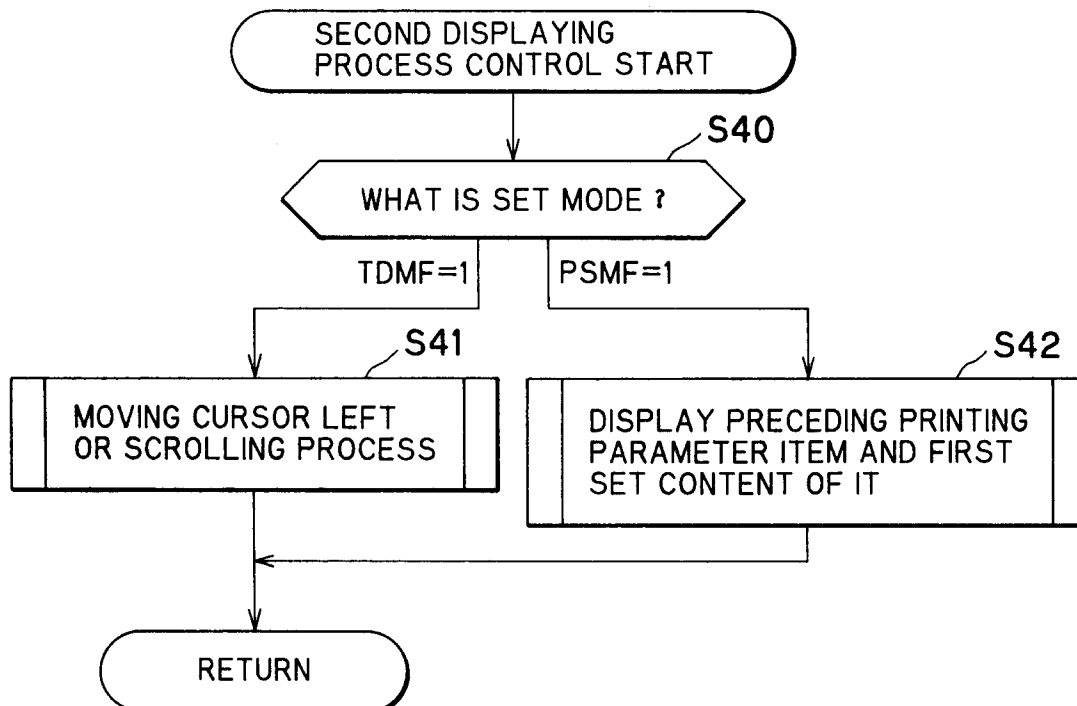 SECOND DISPLAYING
PROCESS CONTROL START
S40
WHAT IS SET MODE ?
TDMF=1
PSMF=1
S41
S42
MOVING CURSOR LEFT
OR SCROLLING PROCESS
DISPLAY PRECEDING PRINTING
PARAMETER ITEM AND FIRST
SET CONTENT OF IT
RETURN